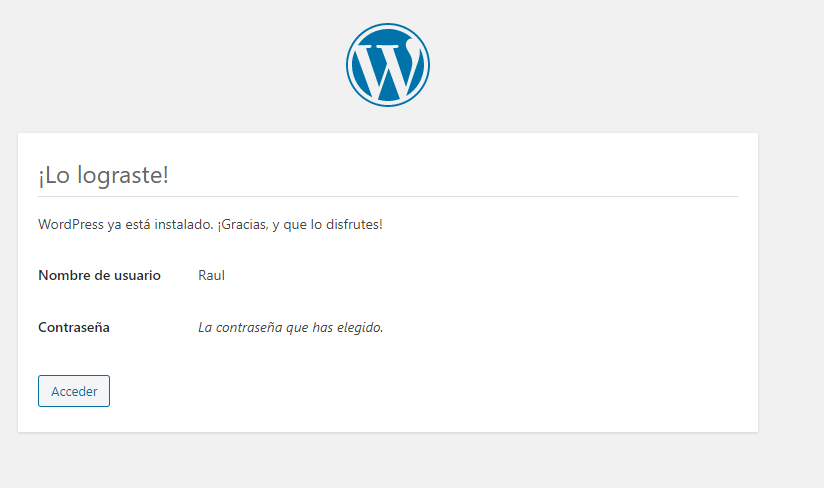 ¡Lo lograste!
WordPress ya está instalado. ¡Gracias, y que lo disfrutes!
Nombre de usuario Raul
Contraseña La contraseña que has elegido.
Acceder